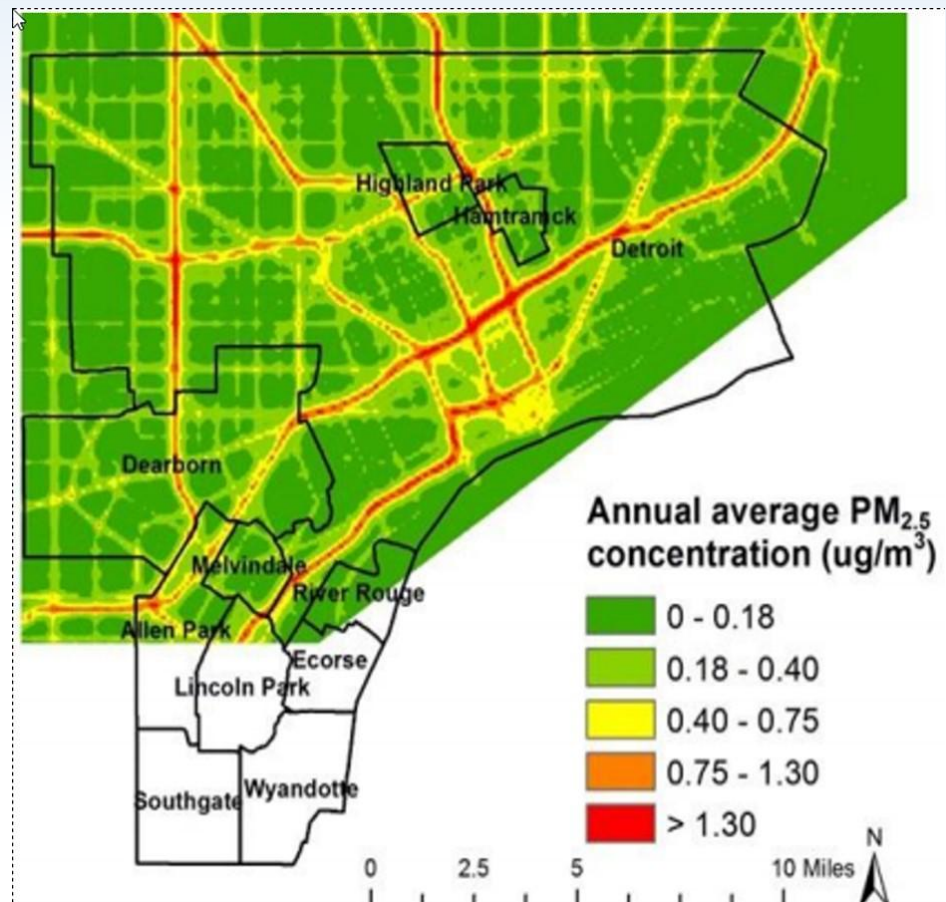 Highland Park
Hamtramck
Detroit
Dearborn
Melvindale
River Rouge
Allen Park
Ecorse
Lincoln Park
Southgate
Wyandotte
Annual average PM2.5
concentration (ug/m3)
0 - 0.18
0.18 - 0.40
0.40 - 0.75
0.75 - 1.30
> 1.30
N
0 2.5 5 10 Miles